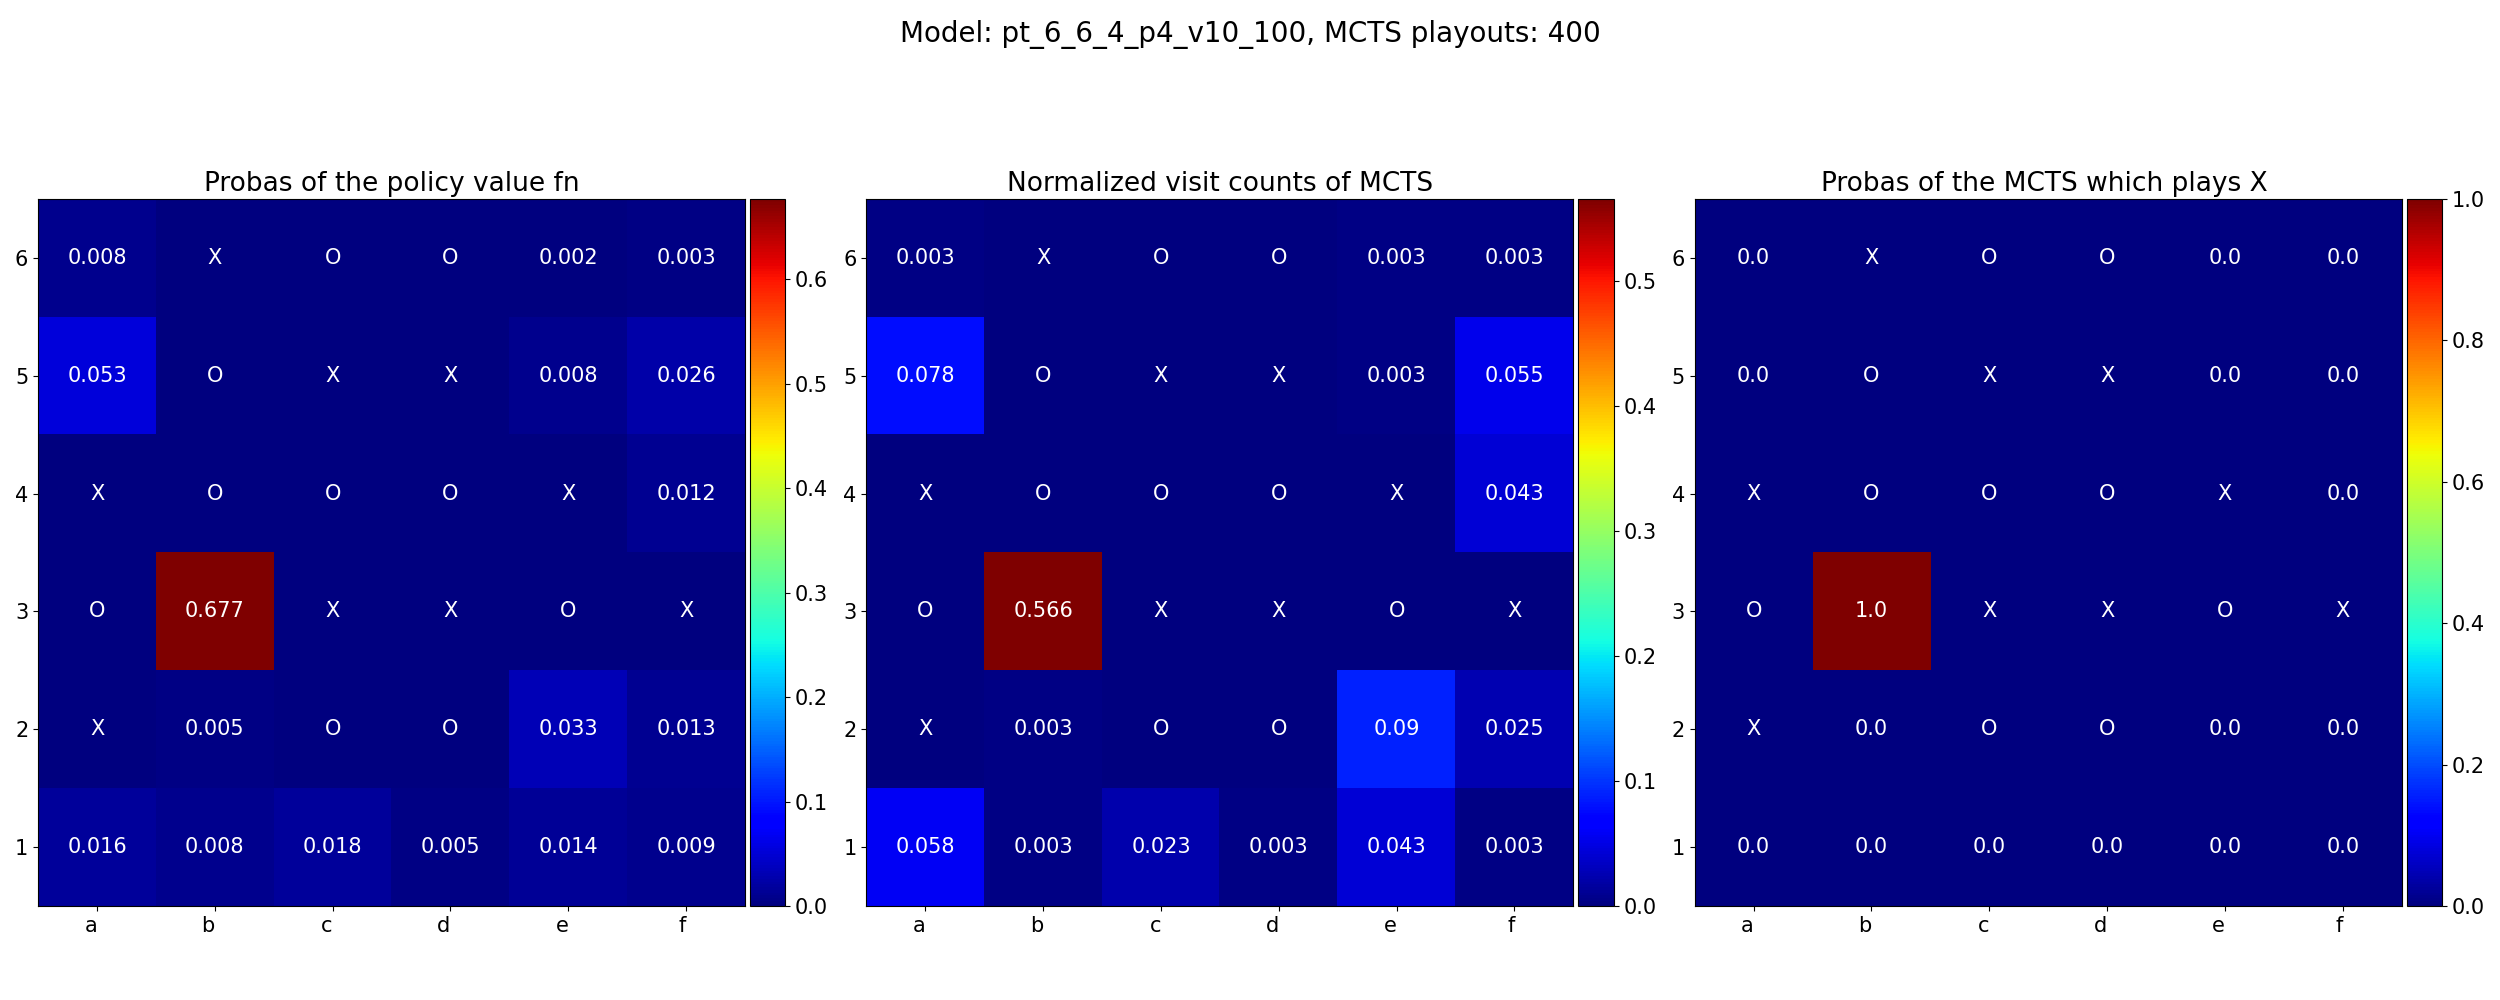 Model: pt_6_6_4_p4_v10_100, MCTS playouts: 400
Probas of the policy value fn
6 0.008 X O O 0.002 0.003
5 0.053 O X X 0.008 0.026
4 X O O O X 0.012
3 O 0.677 X X O X
2 X 0.005 O O 0.033 0.013
1 0.016 0.008 0.018 0.005 0.014 0.009
a b c d e f
0.6
0.5
0.4
0.3
0.2
0.1
0.0
Normalized visit counts of MCTS
6 0.003 X O O 0.003 0.003
5 0.078 O X X 0.003 0.055
4 X O O O X 0.043
3 O 0.566 X X O X
2 X 0.003 O O 0.09 0.025
1 0.058 0.003 0.023 0.003 0.043 0.003
a b c d e f
0.5
0.4
0.3
0.2
0.1
0.0
Probas of the MCTS which plays X
6 0.0 X O O 0.0 0.0
5 0.0 O X X 0.0 0.0
4 X O O O X 0.0
3 O 1.0 X X O X
2 X 0.0 O O 0.0 0.0
1 0.0 0.0 0.0 0.0 0.0 0.0
a b c d e f
1.0
0.8
0.6
0.4
0.2
0.0